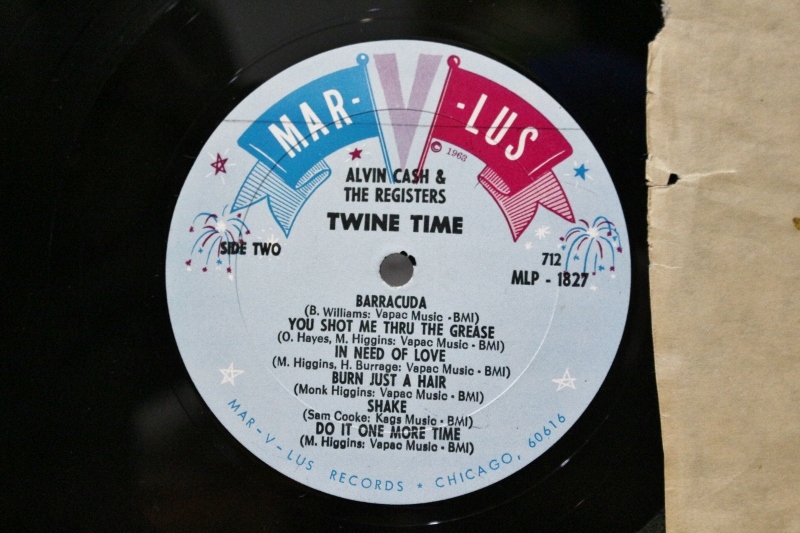 MAR-V-LUS
© 1963
ALVIN CASH &
THE REGISTERS
TWINE TIME
SIDE TWO
712
MLP - 1827
BARRACUDA
(B. Williams: Vapac Music - BMI)
YOU SHOT ME THRU THE GREASE
(O. Hayes, M. Higgins: Vapac Music - BMI)
IN NEED OF LOVE
(M. Higgins, H. Burrage: Vapac Music - BMI)
BURN JUST A HAIR
(Monk Higgins: Vapac Music - BMI)
SHAKE
(Sam Cooke: Kags Music - BMI)
DO IT ONE MORE TIME
(M. Higgins: Vapac Music - BMI)
MAR-V-LUS RECORDS * CHICAGO, 60616